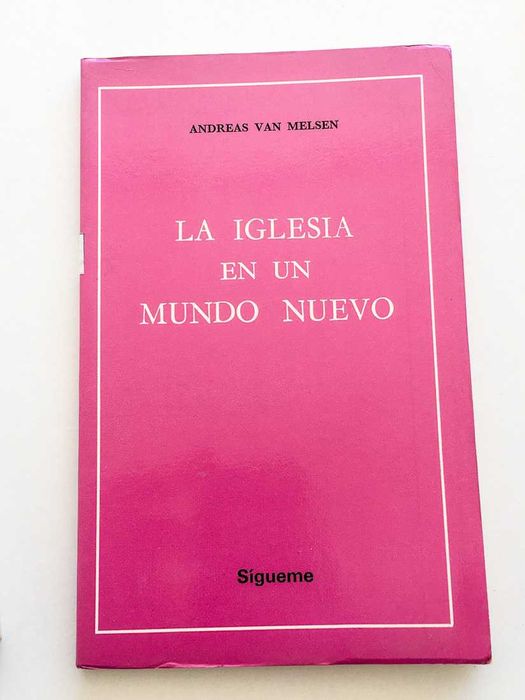 ANDREAS VAN MELSEN
LA IGLESIA
EN UN
MUNDO NUEVO
Sígueme